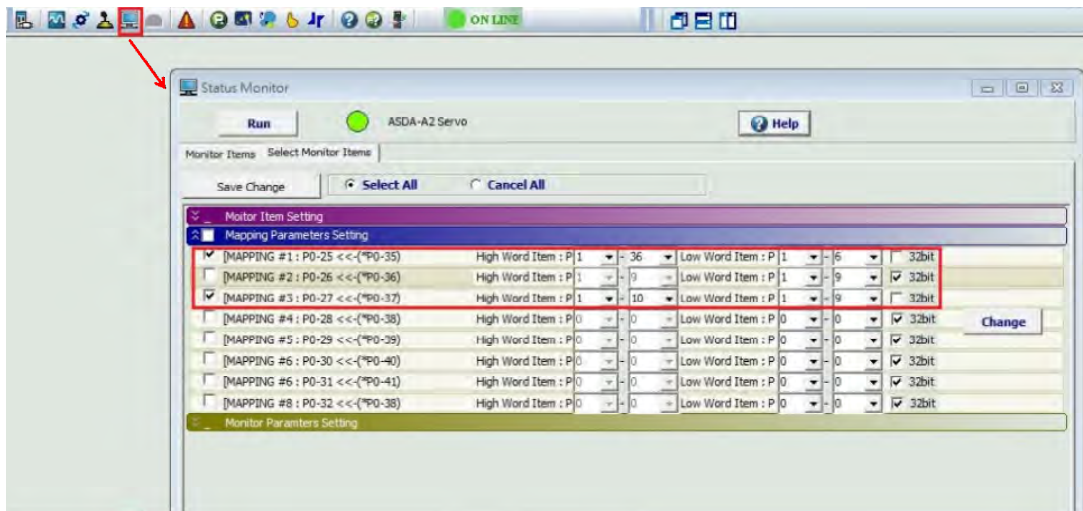 ON LINE
Status Monitor
Run ASDA-A2 Servo Help
Monitor Items Select Monitor Items
Save Change Select All Cancel All
Moitor Item Setting
Mapping Parameters Setting
[MAPPING #1 : P0-25 <<-(*P0-35) High Word Item : P 1 - 36 Low Word Item : P 1 - 6 32bit
[MAPPING #2 : P0-26 <<-(*P0-36) High Word Item : P 1 - 9 Low Word Item : P 1 - 9 32bit
[MAPPING #3 : P0-27 <<-(*P0-37) High Word Item : P 1 - 10 Low Word Item : P 1 - 9 32bit
[MAPPING #4 : P0-28 <<-(*P0-38) High Word Item : P 0 - 0 Low Word Item : P 0 - 0 32bit
Change
[MAPPING #5 : P0-29 <<-(*P0-39) High Word Item : P 0 - 0 Low Word Item : P 0 - 0 32bit
[MAPPING #6 : P0-30 <<-(*P0-40) High Word Item : P 0 - 0 Low Word Item : P 0 - 0 32bit
[MAPPING #6 : P0-31 <<-(*P0-41) High Word Item : P 0 - 0 Low Word Item : P 0 - 0 32bit
[MAPPING #8 : P0-32 <<-(*P0-38) High Word Item : P 0 - 0 Low Word Item : P 0 - 0 32bit
Monitor Paramters Setting